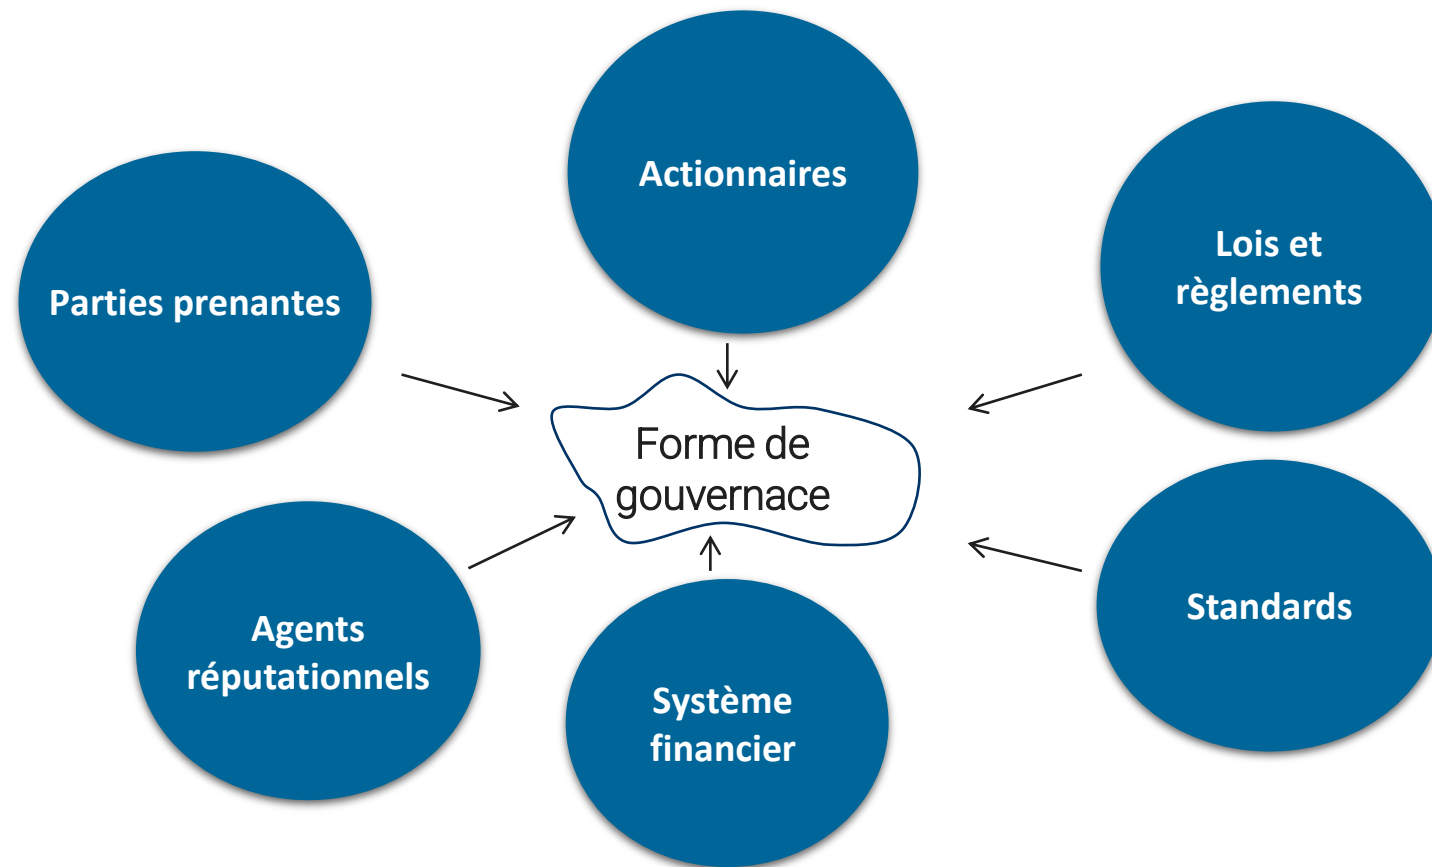 Actionnaires
Parties prenantes
Lois et
règlements
Forme de
gouvernace
Agents
réputationnels
Système
financier
Standards